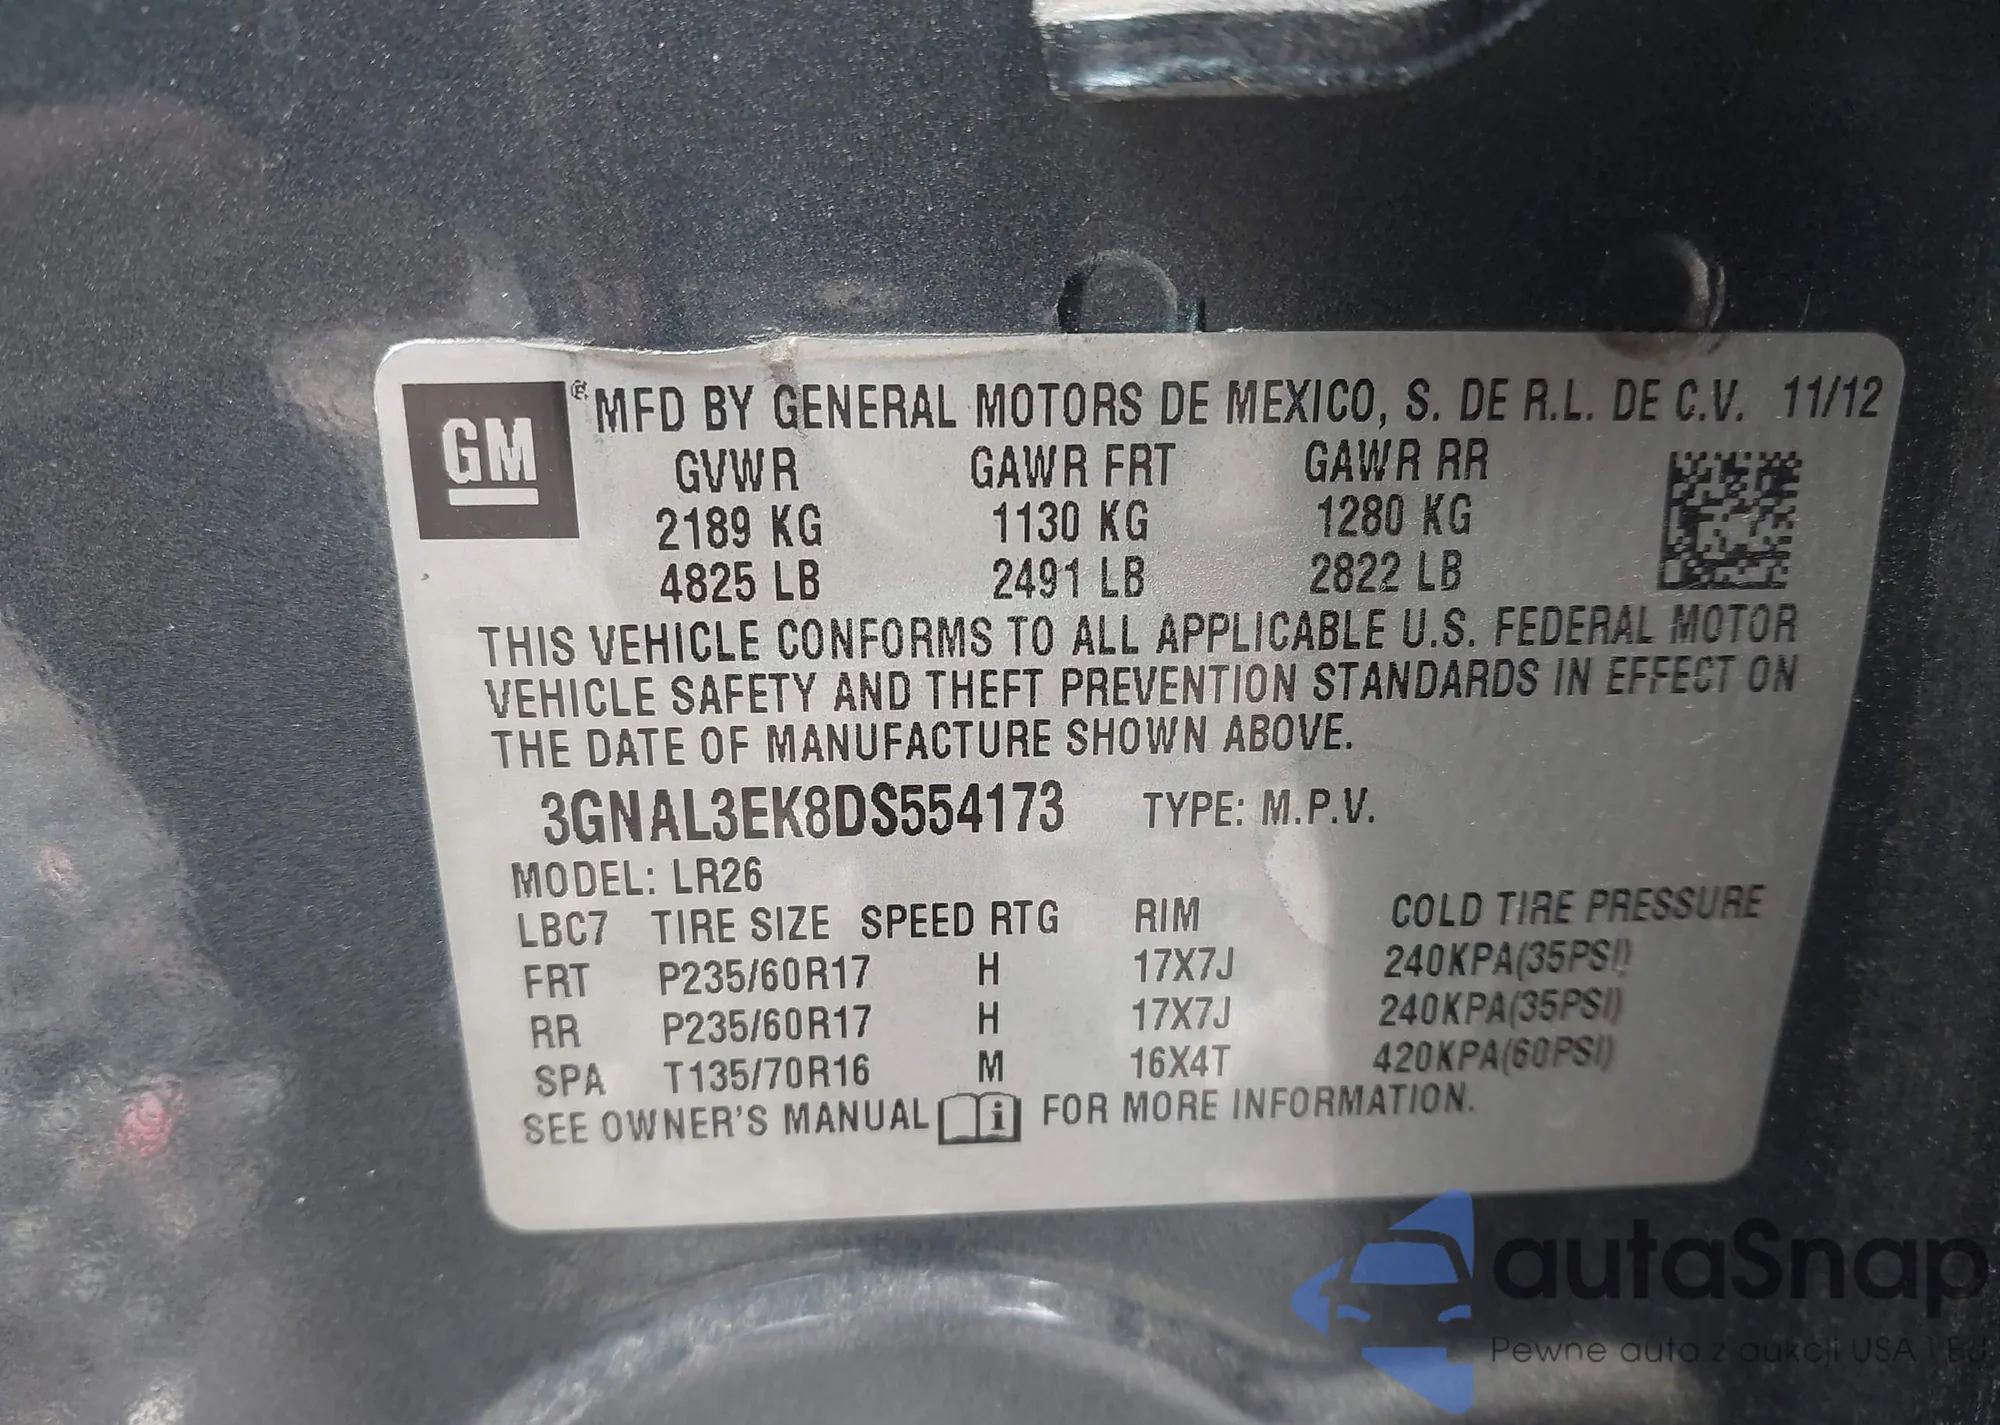 GM ® MFD BY GENERAL MOTORS DE MEXICO, S. DE R.L. DE C.V. 11/12
GVWR GAWR FRT GAWR RR
2189 KG 1130 KG 1280 KG
4825 LB 2491 LB 2822 LB
THIS VEHICLE CONFORMS TO ALL APPLICABLE U.S. FEDERAL MOTOR
VEHICLE SAFETY AND THEFT PREVENTION STANDARDS IN EFFECT ON
THE DATE OF MANUFACTURE SHOWN ABOVE.
3GNAL3EK8DS554173 TYPE: M.P.V.
MODEL: LR26
LBC7 TIRE SIZE SPEED RTG RIM COLD TIRE PRESSURE
FRT P235/60R17 H 17X7J 240KPA(35PSI)
RR P235/60R17 H 17X7J 240KPA(35PSI)
SPA T135/70R16 M 16X4T 420KPA(60PSI)
SEE OWNER'S MANUAL i FOR MORE INFORMATION.
autaSnap
Pewne auta z aukcji USA i